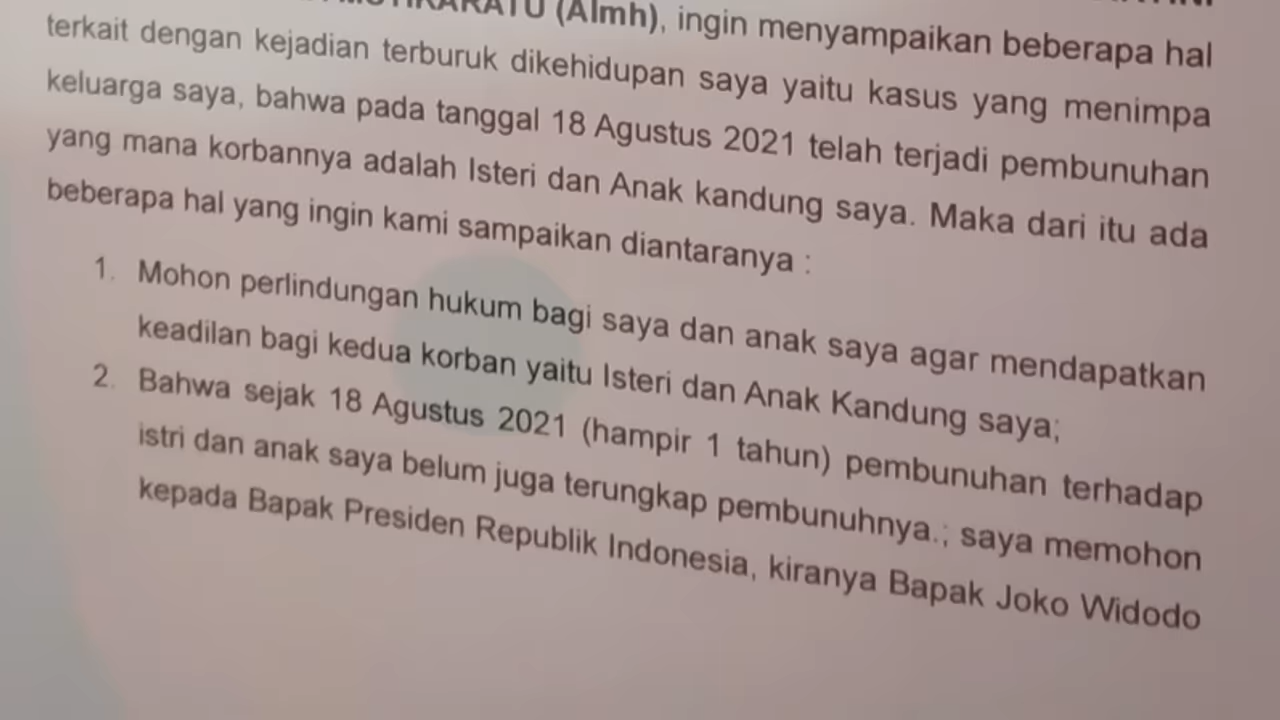 (Almh), ingin menyampaikan beberapa hal
terkait dengan kejadian terburuk dikehidupan saya yaitu kasus yang menimpa
keluarga saya, bahwa pada tanggal 18 Agustus 2021 telah terjadi pembunuhan
yang mana korbannya adalah Isteri dan Anak kandung saya. Maka dari itu ada
beberapa hal yang ingin kami sampaikan diantaranya :
1. Mohon perlindungan hukum bagi saya dan anak saya agar mendapatkan
keadilan bagi kedua korban yaitu Isteri dan Anak Kandung saya;
2. Bahwa sejak 18 Agustus 2021 (hampir 1 tahun) pembunuhan terhadap
istri dan anak saya belum juga terungkap pembunuhnya.; saya memohon
kepada Bapak Presiden Republik Indonesia, kiranya Bapak Joko Widodo